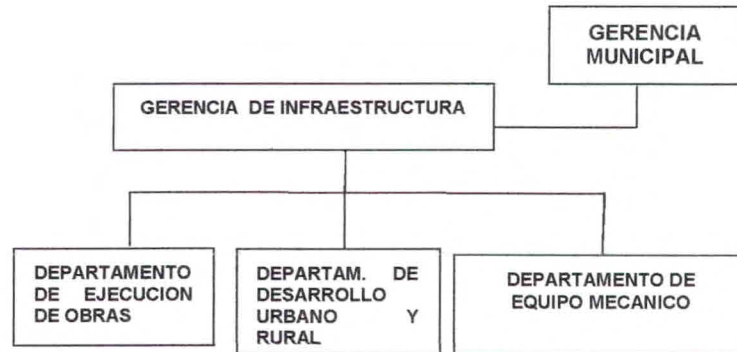 GERENCIA
MUNICIPAL
GERENCIA DE INFRAESTRUCTURA
DEPARTAMENTO
DE EJECUCION
DE OBRAS
DEPARTAM. DE
DESARROLLO
URBANO Y
RURAL
DEPARTAMENTO DE
EQUIPO MECANICO